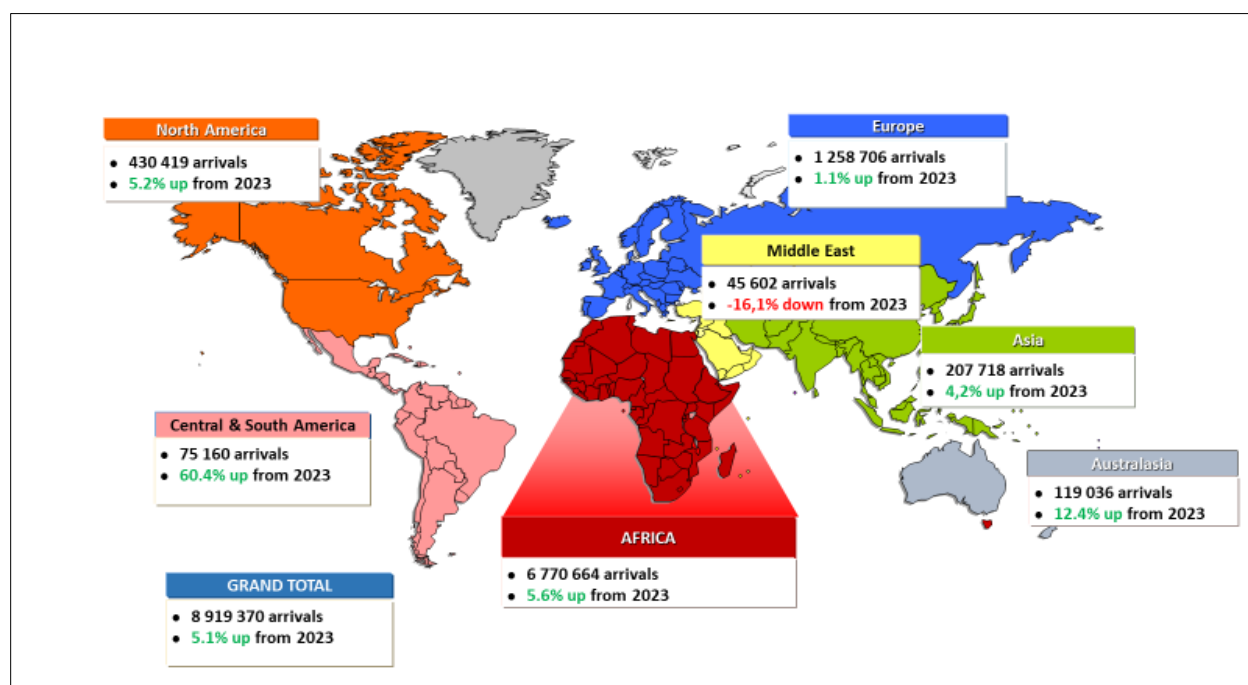 North America
● 430 419 arrivals
● 5.2% up from 2023
Europe
● 1 258 706 arrivals
● 1.1% up from 2023
Middle East
● 45 602 arrivals
● -16,1% down from 2023
Asia
● 207 718 arrivals
● 4,2% up from 2023
Central & South America
● 75 160 arrivals
● 60.4% up from 2023
Australasia
● 119 036 arrivals
● 12.4% up from 2023
AFRICA
● 6 770 664 arrivals
● 5.6% up from 2023
GRAND TOTAL
● 8 919 370 arrivals
● 5.1% up from 2023